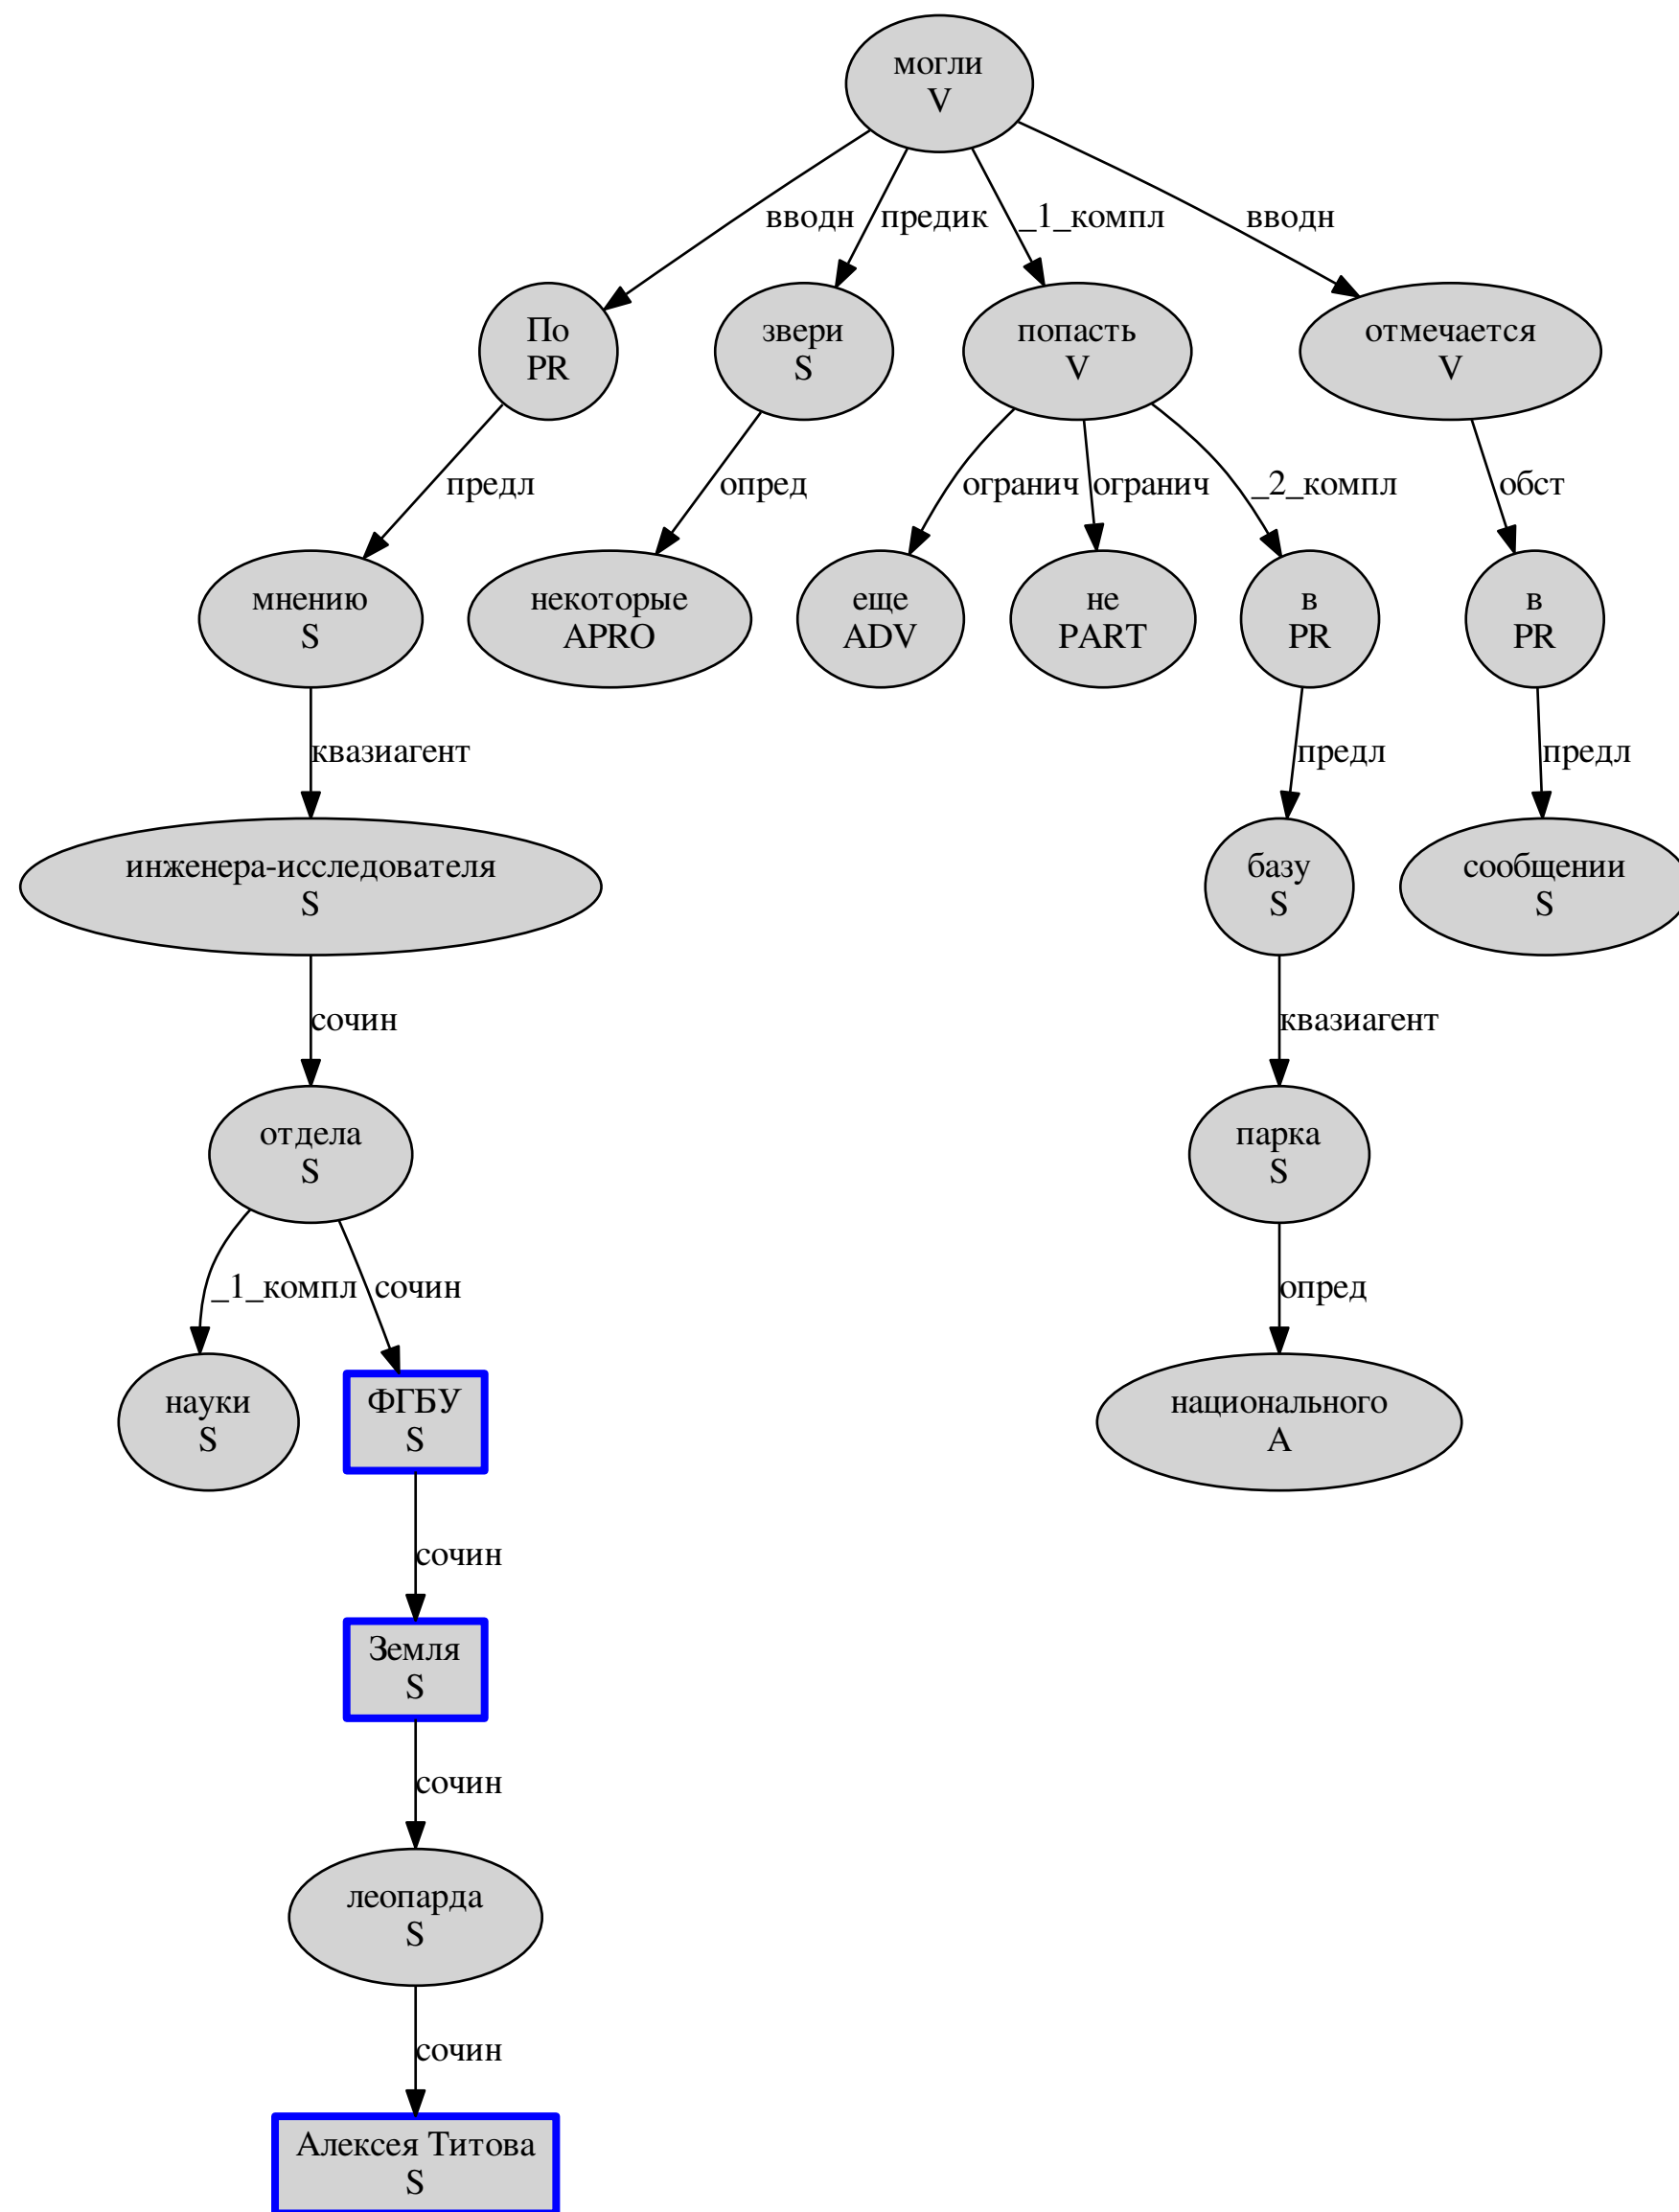 могли
V
вводн
предик
_1_компл
вводн
По
PR
звери
S
попасть
V
отмечается
V
предл
опред
огранич
огранич
_2_компл
обст
мнению
S
некоторые
APRO
еще
ADV
не
PART
в
PR
в
PR
квазиагент
предл
предл
инженера-исследователя
S
базу
S
сообщении
S
сочин
квазиагент
отдела
S
парка
S
_1_компл
сочин
опред
науки
S
ФГБУ
S
национального
A
сочин
Земля
S
сочин
леопарда
S
сочин
Алексея Титова
S